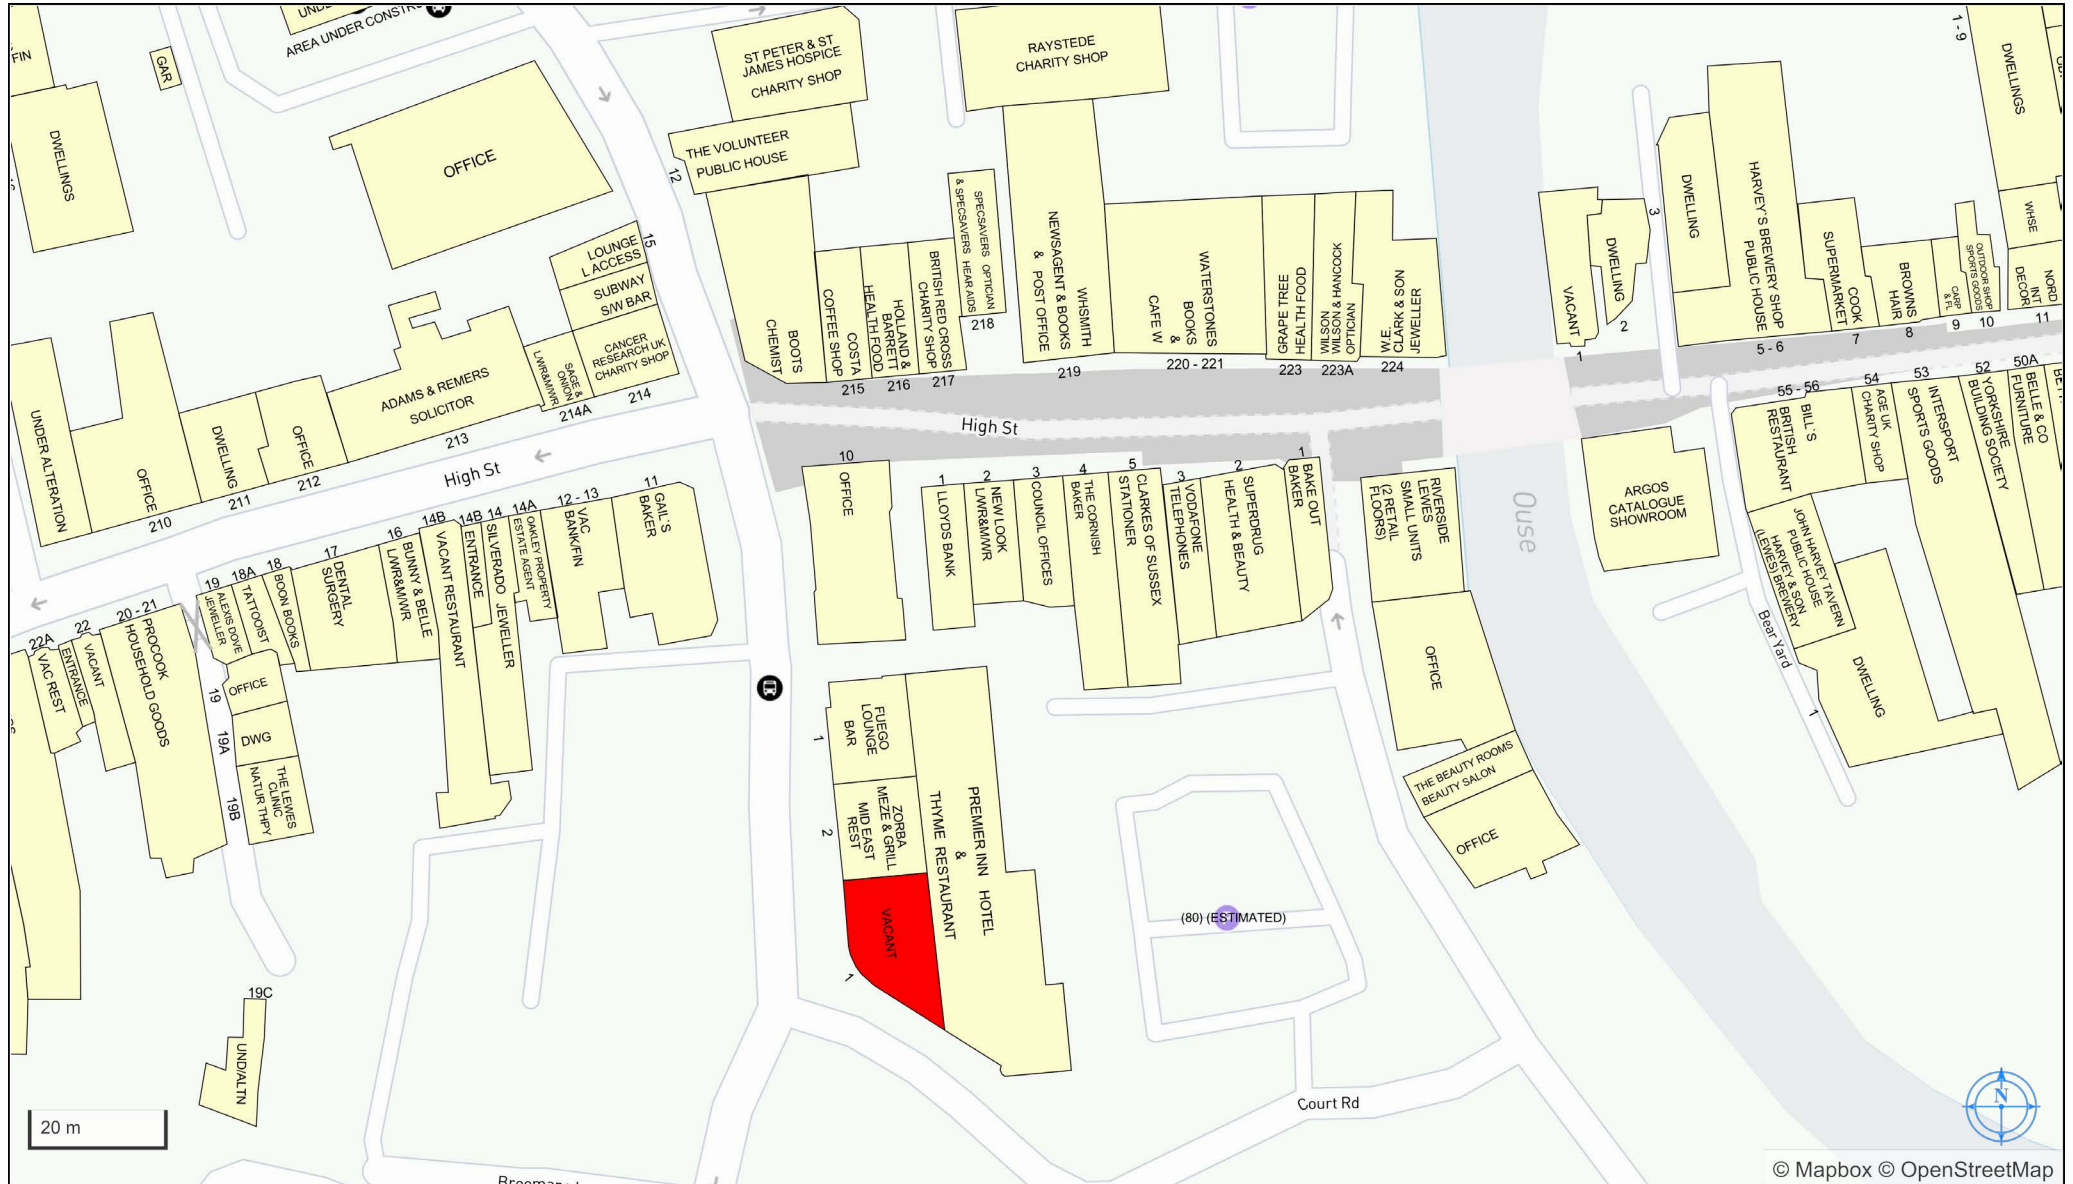 FIN
GAR
DWELLINGS
AREA UNDER CONSTRU
OFFICE
ST PETER & ST
JAMES HOSPICE
CHARITY SHOP
THE VOLUNTEER
PUBLIC HOUSE
12
RAYSTEDE
CHARITY SHOP
LOUNGE
L ACCESS
15
SUBWAY
S/W BAR
CANCER
RESEARCH UK
CHARITY SHOP
214
SAGE &
ONION
L/WR&M/WR
214A
ADAMS & REMERS
SOLICITOR
213
OFFICE
212
DWELLING
211
OFFICE
210
UNDER ALTERATION
High St
BOOTS
CHEMIST
COSTA
COFFEE SHOP
215
HOLLAND &
BARRETT
HEALTH FOOD
216
BRITISH RED CROSS
CHARITY SHOP
217
SPECSAVERS OPTICIAN
& SPECSAVERS HEAR AIDS
218
WHSMITH
NEWSAGENT & BOOKS
& POST OFFICE
219
WATERSTONES
BOOKS
&
CAFE W
220 - 221
GRAPE TREE
HEALTH FOOD
223
WILSON
WILSON & HANCOCK
OPTICIAN
223A
W.E.
CLARK & SON
JEWELLER
224
High St
VACANT
1
DWELLING
2
3
DWELLING
HARVEY`S BREWERY SHOP
PUBLIC HOUSE
5 - 6
COOK
SUPERMARKET
7
BROWNS
HAIR
8
CARP
& FL
9
OUTDOOR SHOP
SPORTS GOODS
10
NORD
INT
DECOR
11
WHSE
DWELLINGS
1 - 9
50A
BELLE & CO
FURNITURE
52
YORKSHIRE
BUILDING SOCIETY
53
INTERSPORT
SPORTS GOODS
54
AGE UK
CHARITY SHOP
55 - 56
BILL`S
BRITISH
RESTAURANT
ARGOS
CATALOGUE
SHOWROOM
JOHN HARVEY TAVERN
PUBLIC HOUSE
HARVEY & SON
(LEWES) BREWERY
Bear Yard
DWELLING
1
Ouse
10
OFFICE
1
LLOYDS BANK
2
NEW LOOK
L/WR&M/WR
3
COUNCIL OFFICES
4
THE CORNISH
BAKER
5
CLARKES OF SUSSEX
STATIONER
3
VODAFONE
TELEPHONES
2
SUPERDRUG
HEALTH & BEAUTY
1
BAKE OUT
BAKER
RIVERSIDE
LEWES
SMALL UNITS
(2 RETAIL
FLOORS)
OFFICE
THE BEAUTY ROOMS
BEAUTY SALON
OFFICE
11
GAIL`S
BAKER
12 - 13
VAC
BANK/FIN
14A
OAKLEY PROPERTY
ESTATE AGENT
14
SILVERADO JEWELLER
14B
ENTRANCE
14B
VACANT RESTAURANT
16
BUNNY & BELLE
L/WR&M/WR
17
DENTAL
SURGERY
18
BOON BOOKS
18A
TATTOOIST
19
ALEXIS DOVE
JEWELLER
20 - 21
PROCOOK
HOUSEHOLD GOODS
22
VACANT
ENTRANCE
22A
VAC REST
19
OFFICE
19A
DWG
19B
THE LEWES
CLINIC
NATUR THPY
19C
UND/ALTN
1
FUEGO
LOUNGE
BAR
2
ZORBA
MEZE & GRILL
MID EAST
REST
1
VACANT
PREMIER INN HOTEL
&
THYME RESTAURANT
(80) (ESTIMATED)
Court Rd
20 m
N
© Mapbox © OpenStreetMap